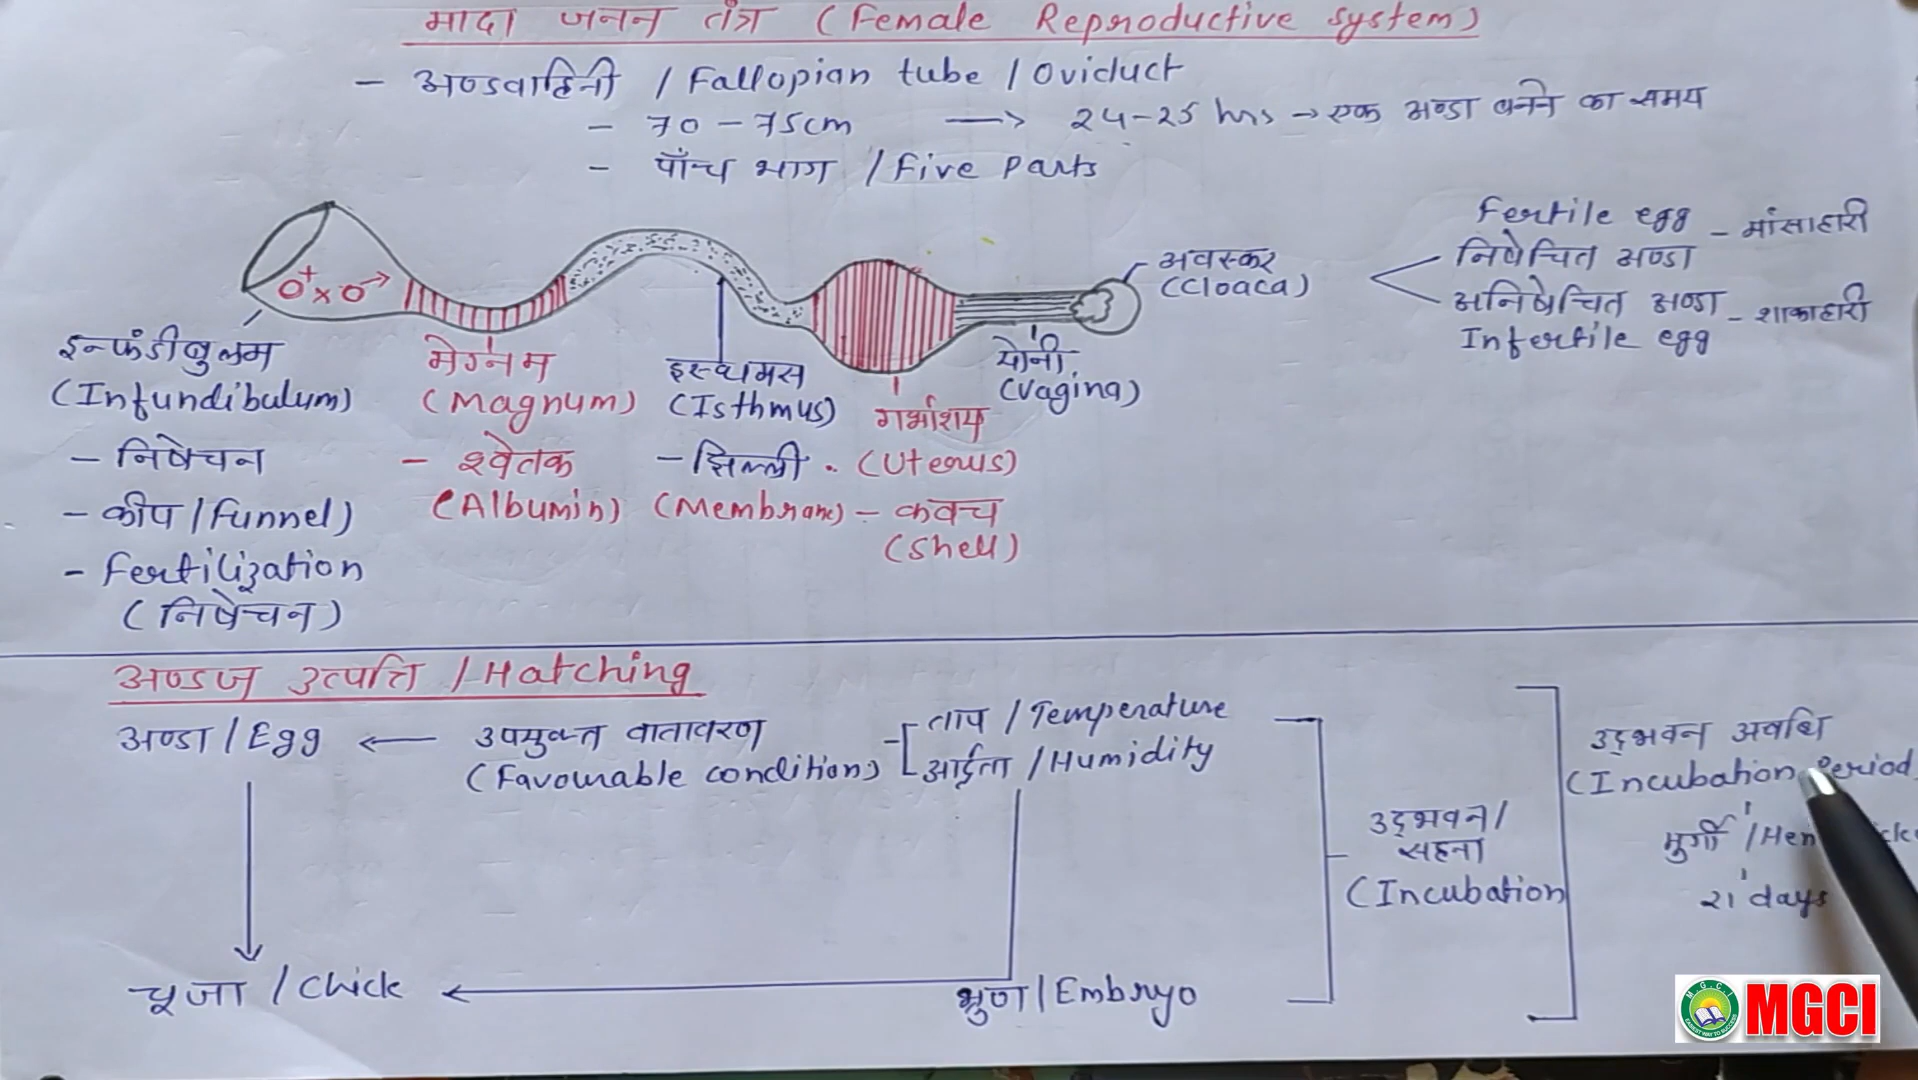 मादा जनन तंत्र (Female Reproductive system)
- अण्डवाहिनी / Fallopian tube / Oviduct
- 70-75cm → 24-25 hrs → एक अण्डा बनने का समय
- पाँच भाग / Five Parts
Fertile egg - मांसाहारी
निषेचित अण्डा
अनिषेचित अण्डा - शाकाहारी
Infertile egg
अवस्कर
(Cloaca)
O+ x O→
इन्फंडीबुलम
(Infundibulum)
- निषेचन
- कीप / Funnel)
- Fertilization
(निषेचन)
मेग्नम
(Magnum)
- श्वेतक
(Albumin)
इस्थमस
(Isthmus)
- झिल्ली
(Membrane)
गर्भाशय
(Uterus)
- कवच
(Shell)
योनी
(Vagina)
अण्डज उत्पत्ति / Hatching
अण्डा / Egg ← उपयुक्त वातावरण
(Favourable condition)
ताप / Temperature
आर्द्रता / Humidity
उद्भवन /
सहना
(Incubation
उद्भवन अवधि
(Incubation Period
मुर्गी / Hen
21 days
चूजा / Chick ← भ्रुण / Embryo
M.G.C.I
EASIEST WAY TO SUCCESS
MGCI